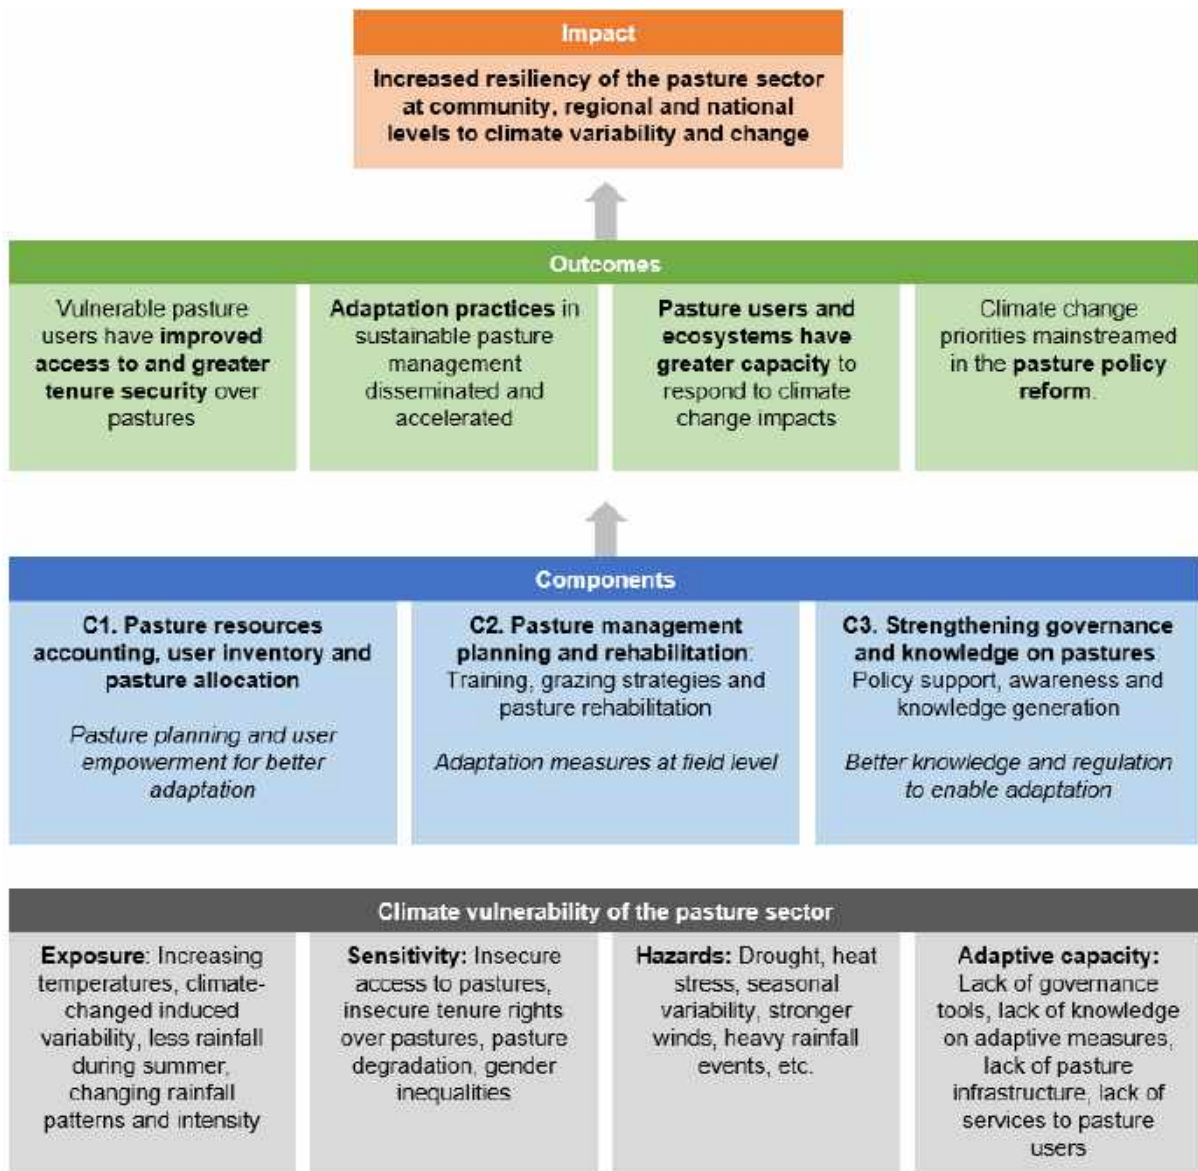 Impact
Increased resiliency of the pasture sector
at community, regional and national
levels to climate variability and change
Outcomes
Vulnerable pasture
users have improved
access to and greater
tenure security over
pastures
Adaptation practices in
sustainable pasture
management
disseminated and
accelerated
Pasture users and
ecosystems have
greater capacity to
respond to climate
change impacts
Climate change
priorities mainstreamed
in the pasture policy
reform.
Components
C1. Pasture resources
accounting, user inventory and
pasture allocation
Pasture planning and user
empowerment for better
adaptation
C2. Pasture management
planning and rehabilitation:
Training, grazing strategies and
pasture rehabilitation
Adaptation measures at field level
C3. Strengthening governance
and knowledge on pastures
Policy support, awareness and
knowledge generation
Better knowledge and regulation
to enable adaptation
Climate vulnerability of the pasture sector
Exposure: Increasing
temperatures, climate-
changed induced
variability, less rainfall
during summer,
changing rainfall
patterns and intensity
Sensitivity: Insecure
access to pastures,
insecure tenure rights
over pastures, pasture
degradation, gender
inequalities
Hazards: Drought, heat
stress, seasonal
variability, stronger
winds, heavy rainfall
events, etc.
Adaptive capacity:
Lack of governance
tools, lack of knowledge
on adaptive measures,
lack of pasture
infrastructure, lack of
services to pasture
users